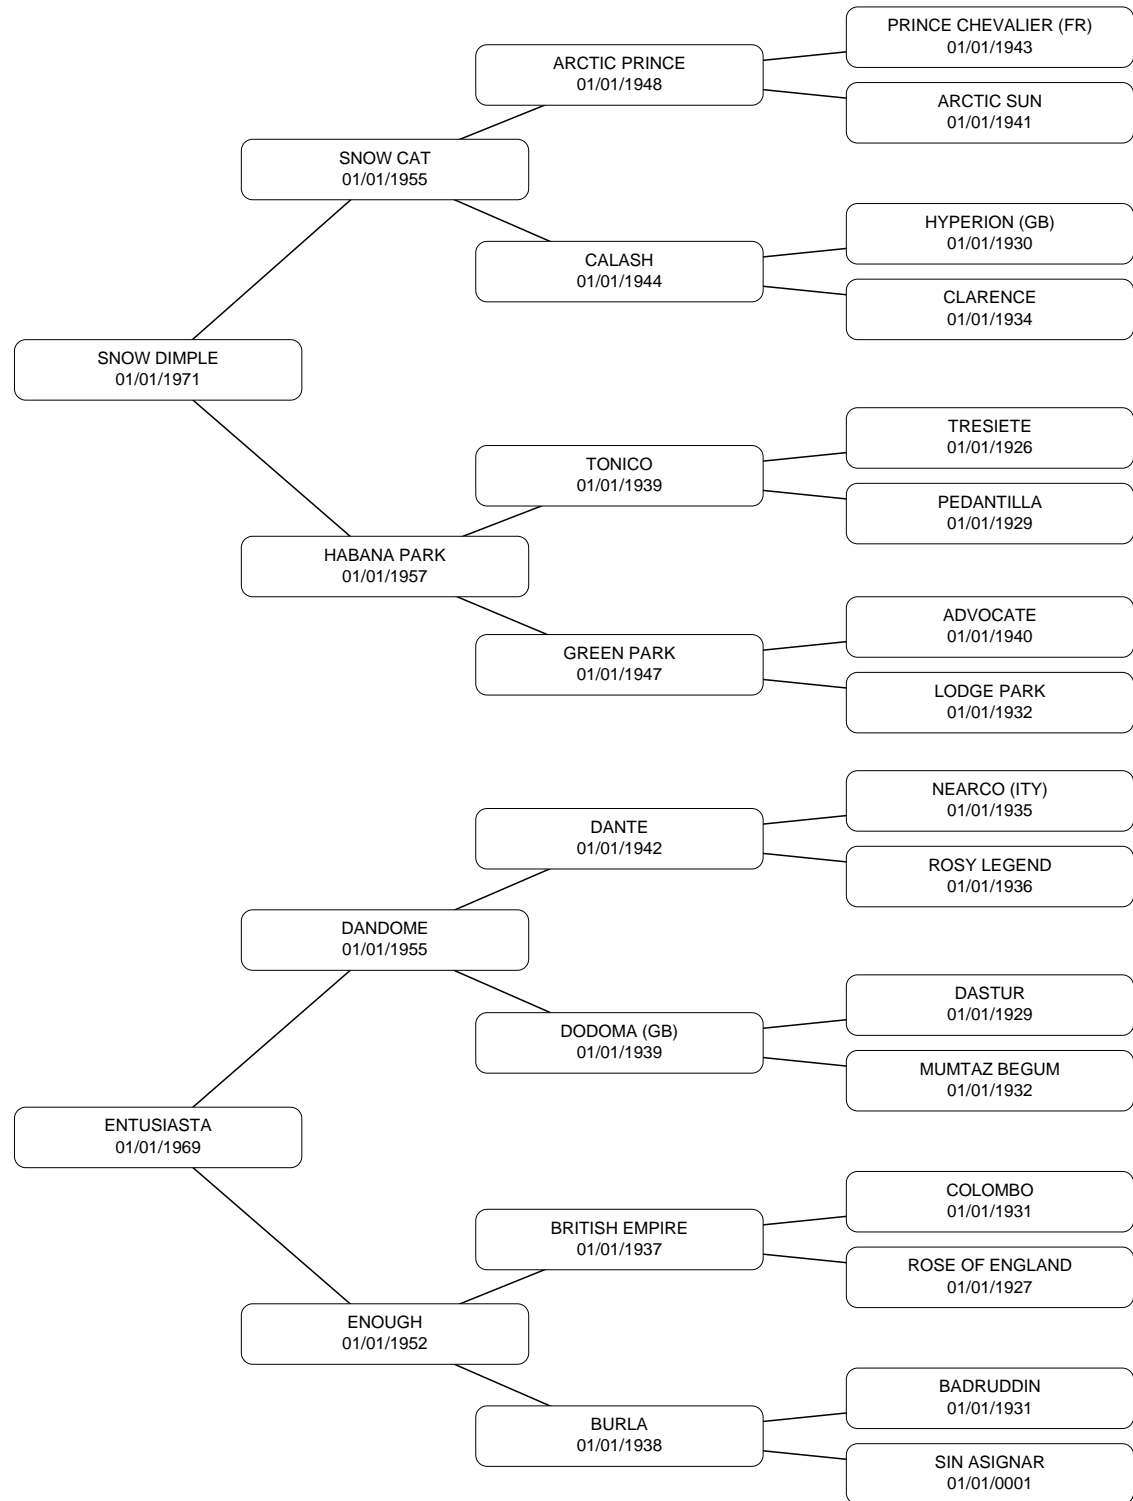 PRINCE CHEVALIER (FR)
01/01/1943
ARCTIC PRINCE
01/01/1948
ARCTIC SUN
01/01/1941
SNOW CAT
01/01/1955
HYPERION (GB)
01/01/1930
CALASH
01/01/1944
CLARENCE
01/01/1934
SNOW DIMPLE
01/01/1971
TRESIETE
01/01/1926
TONICO
01/01/1939
PEDANTILLA
01/01/1929
HABANA PARK
01/01/1957
ADVOCATE
01/01/1940
GREEN PARK
01/01/1947
LODGE PARK
01/01/1932
NEARCO (ITY)
01/01/1935
DANTE
01/01/1942
ROSY LEGEND
01/01/1936
DANDOME
01/01/1955
DASTUR
01/01/1929
DODOMA (GB)
01/01/1939
MUMTAZ BEGUM
01/01/1932
ENTUSIASTA
01/01/1969
COLOMBO
01/01/1931
BRITISH EMPIRE
01/01/1937
ROSE OF ENGLAND
01/01/1927
ENOUGH
01/01/1952
BADRUDDIN
01/01/1931
BURLA
01/01/1938
SIN ASIGNAR
01/01/0001